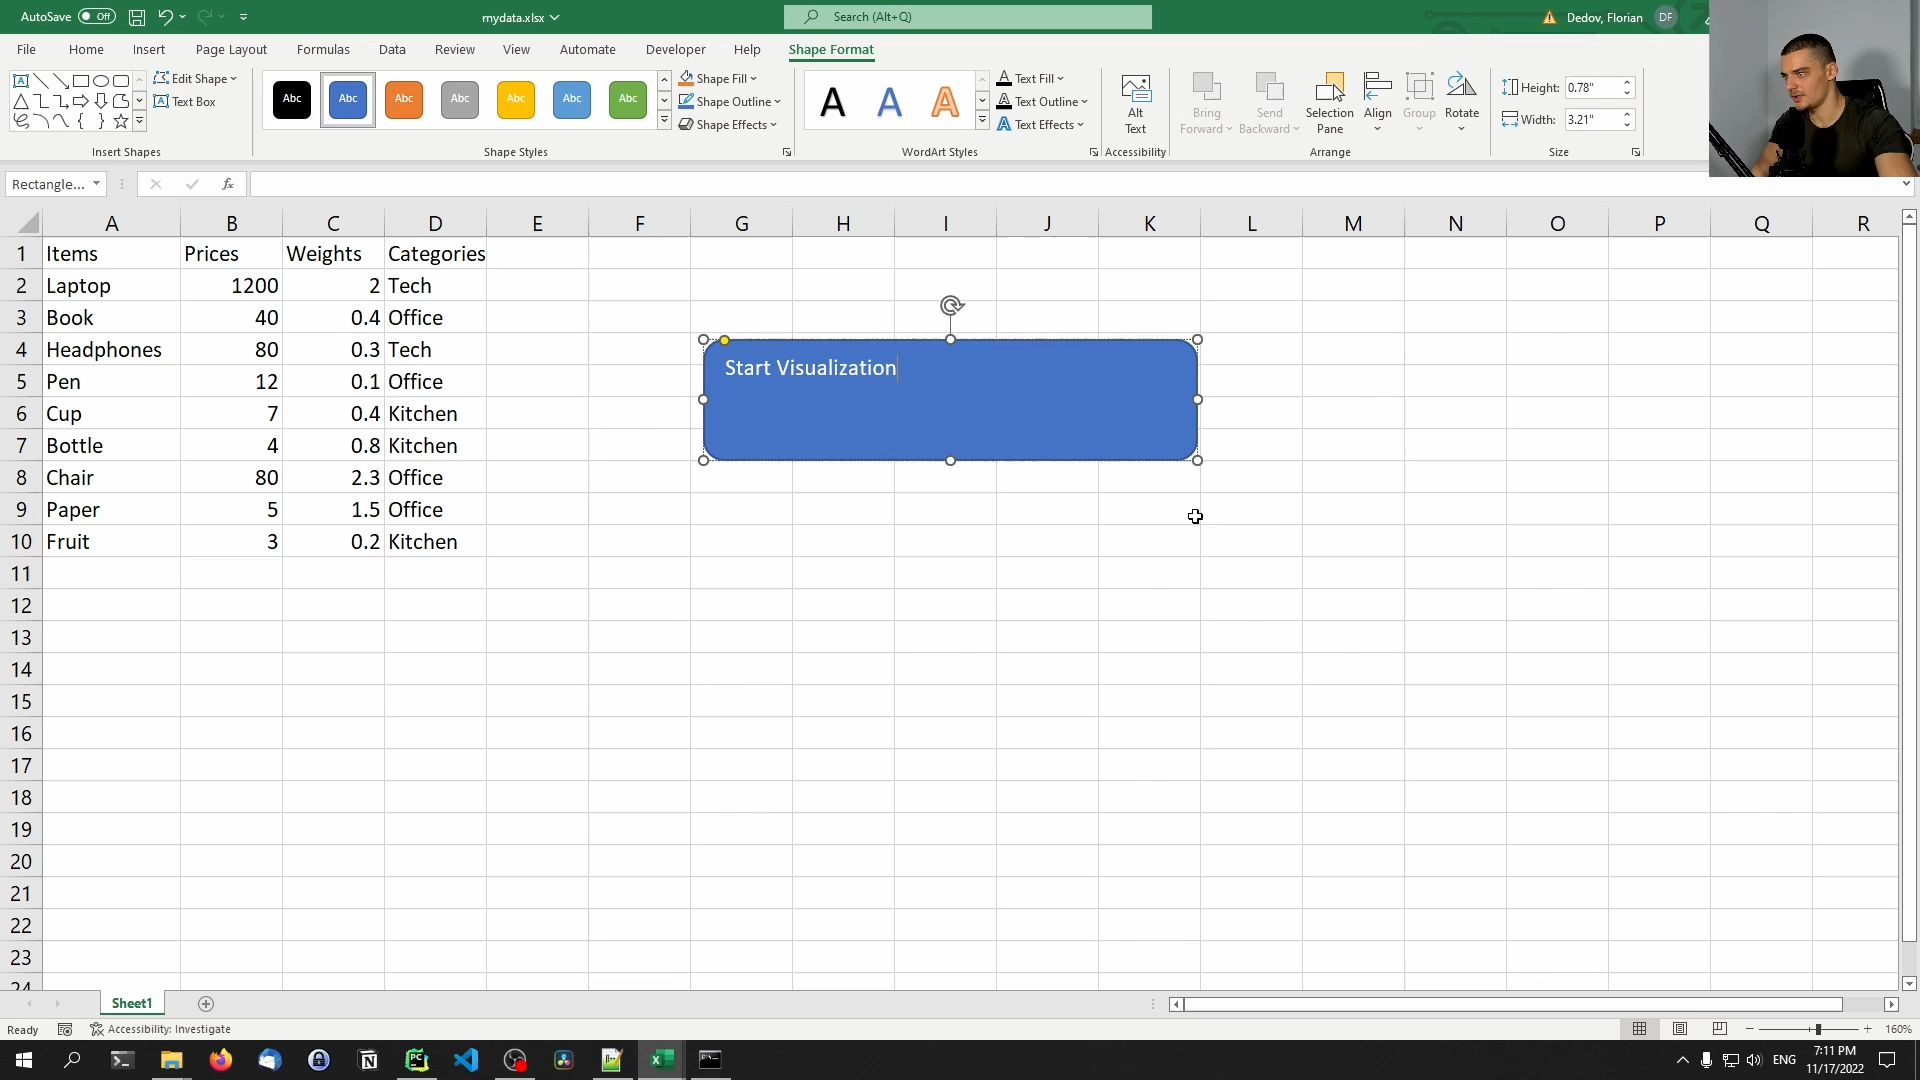 AutoSave Off mydata.xlsx Search (Alt+Q) Dedov, Florian DF
File Home Insert Page Layout Formulas Data Review View Automate Developer Help Shape Format
Edit Shape
Text Box
Insert Shapes
Abc Abc Abc Abc Abc Abc Abc
Shape Fill
Shape Outline
Shape Effects
Shape Styles
A A A
Text Fill
Text Outline
Text Effects
WordArt Styles
Alt Text
Accessibility
Bring Forward
Send Backward
Selection Pane
Align
Group
Rotate
Arrange
Height: 0.78"
Width: 3.21"
Size
Rectangle... fx
A B C D E F G H I J K L M N O P Q R
1 Items Prices Weights Categories
2 Laptop 1200 2 Tech
3 Book 40 0.4 Office
4 Headphones 80 0.3 Tech
5 Pen 12 0.1 Office
6 Cup 7 0.4 Kitchen
7 Bottle 4 0.8 Kitchen
8 Chair 80 2.3 Office
9 Paper 5 1.5 Office
10 Fruit 3 0.2 Kitchen
11
12
13
14
15
16
17
18
19
20
21
22
23
24
Start Visualization
Sheet1
Ready Accessibility: Investigate 160%
ENG 7:11 PM
11/17/2022